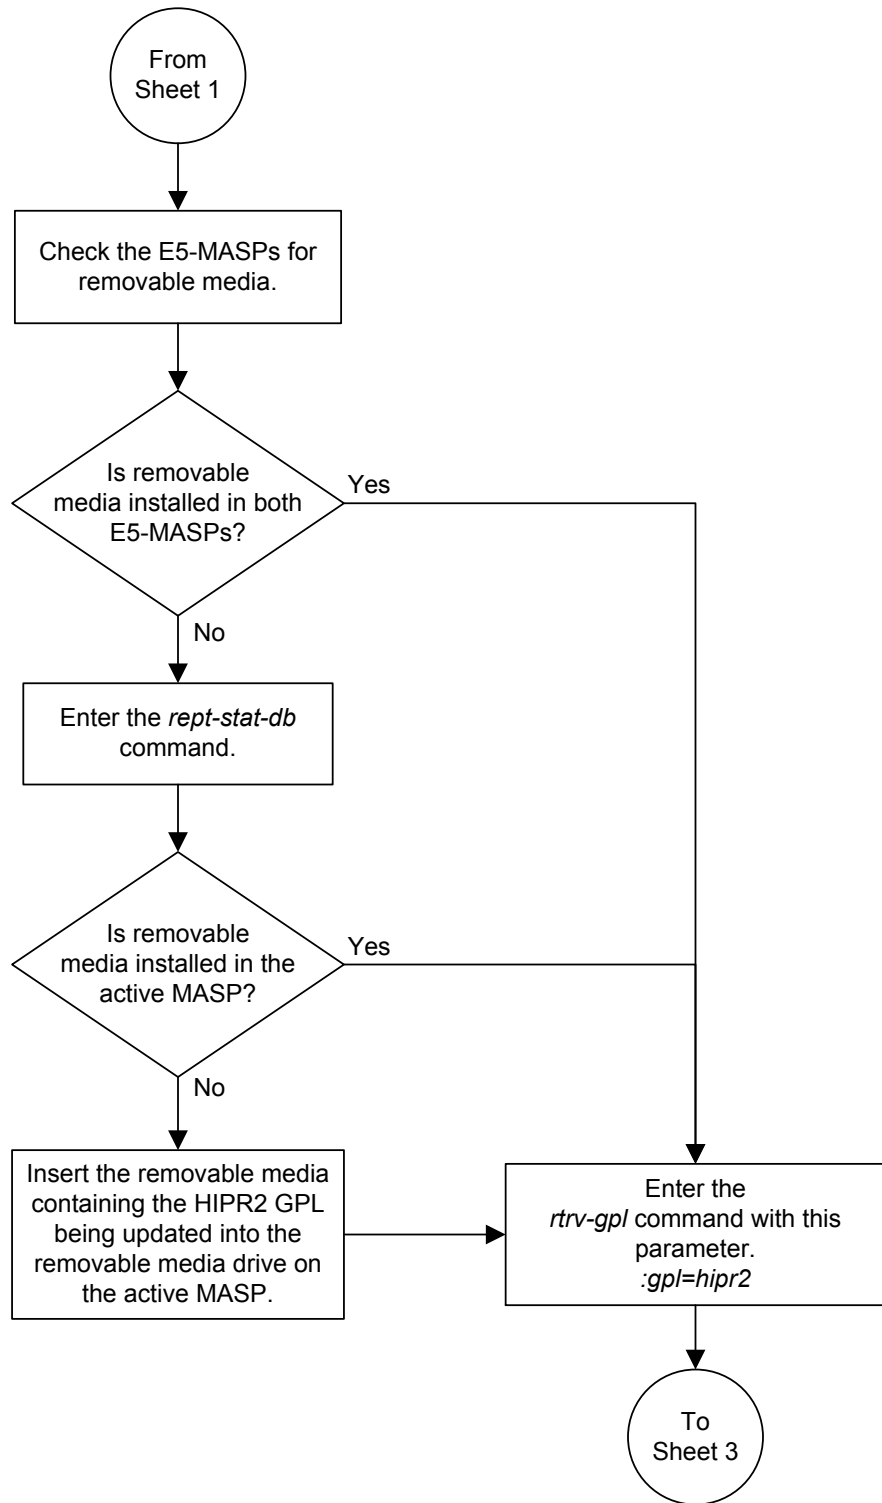 From
Sheet 1
Check the E5-MASPs for
removable media.
Is removable
media installed in both
E5-MASPs?
Yes
No
Enter the rept-stat-db
command.
Is removable
media installed in the
active MASP?
Yes
No
Insert the removable media
containing the HIPR2 GPL
being updated into the
removable media drive on
the active MASP.
Enter the
rtrv-gpl command with this
parameter.
:gpl=hipr2
To
Sheet 3